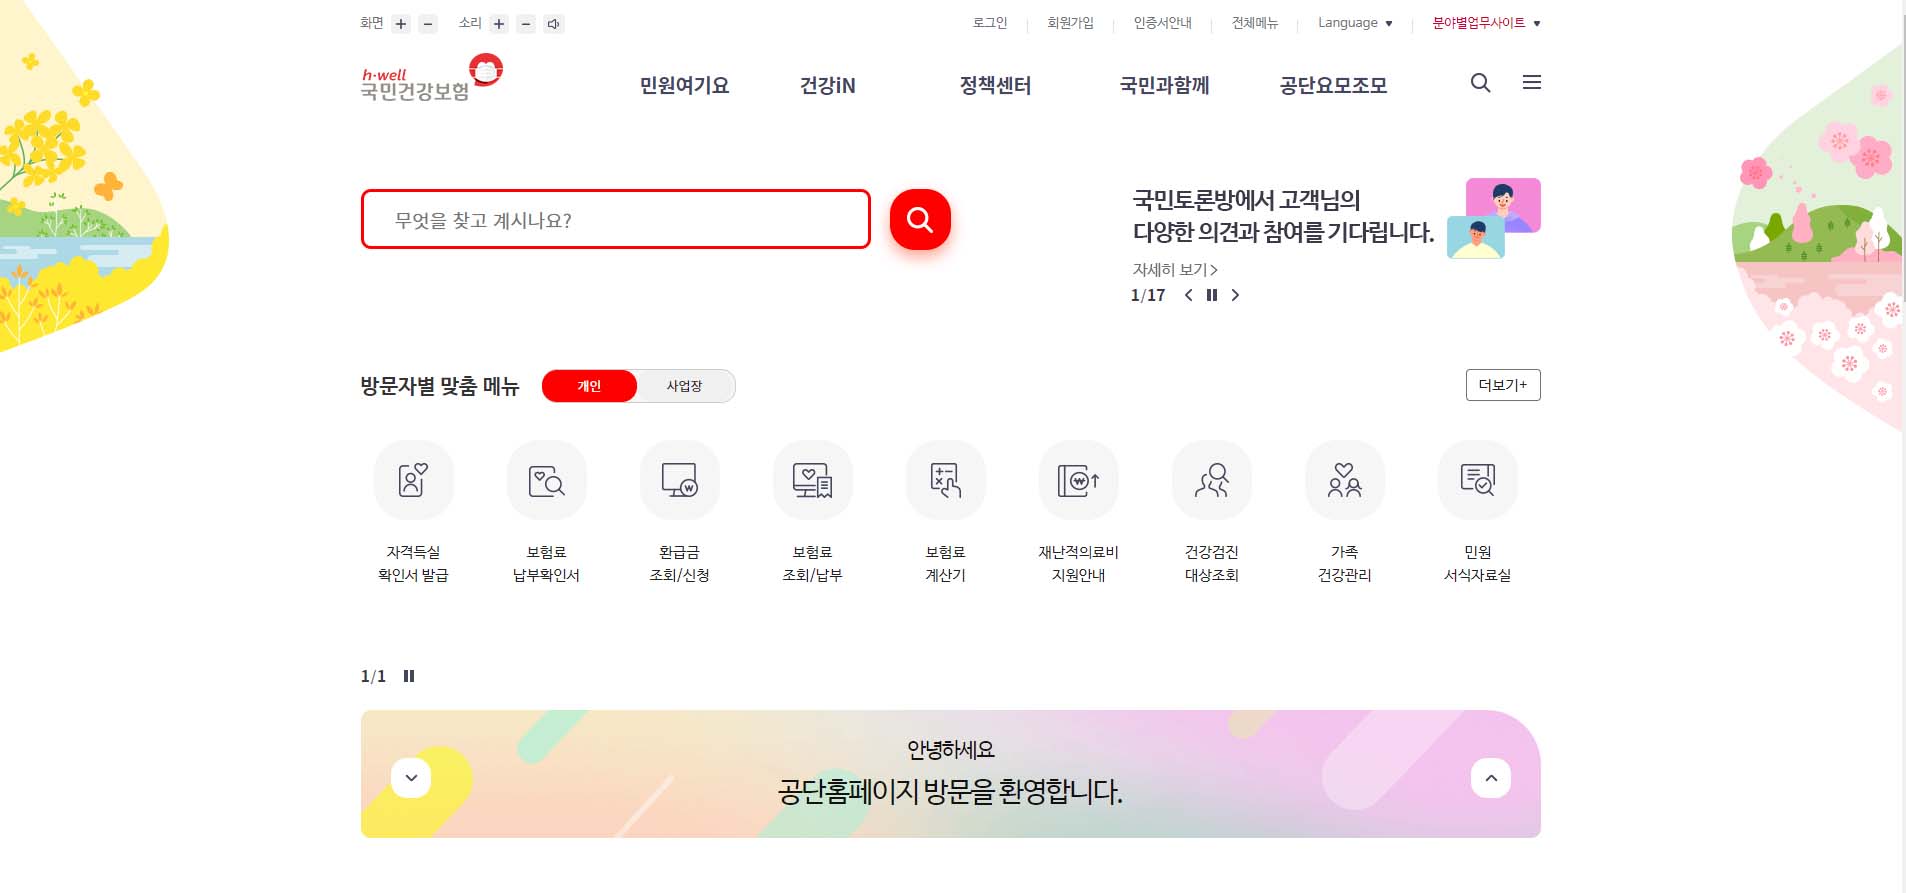 화면 + − 소리 + −
로그인 회원가입 인증서안내 전체메뉴 Language ▼ 분야별업무사이트 ▼
h·well
국민건강보험
민원여기요 건강iN 정책센터 국민과함께 공단요모조모
무엇을 찾고 계시나요?
국민토론방에서 고객님의
다양한 의견과 참여를 기다립니다.
자세히 보기 >
1/17
방문자별 맞춤 메뉴 개인 사업장 더보기+
자격득실
확인서 발급
보험료
납부확인서
환급금
조회/신청
보험료
조회/납부
보험료
계산기
재난적의료비
지원안내
건강검진
대상조회
가족
건강관리
민원
서식자료실
1/1
안녕하세요
공단홈페이지 방문을 환영합니다.